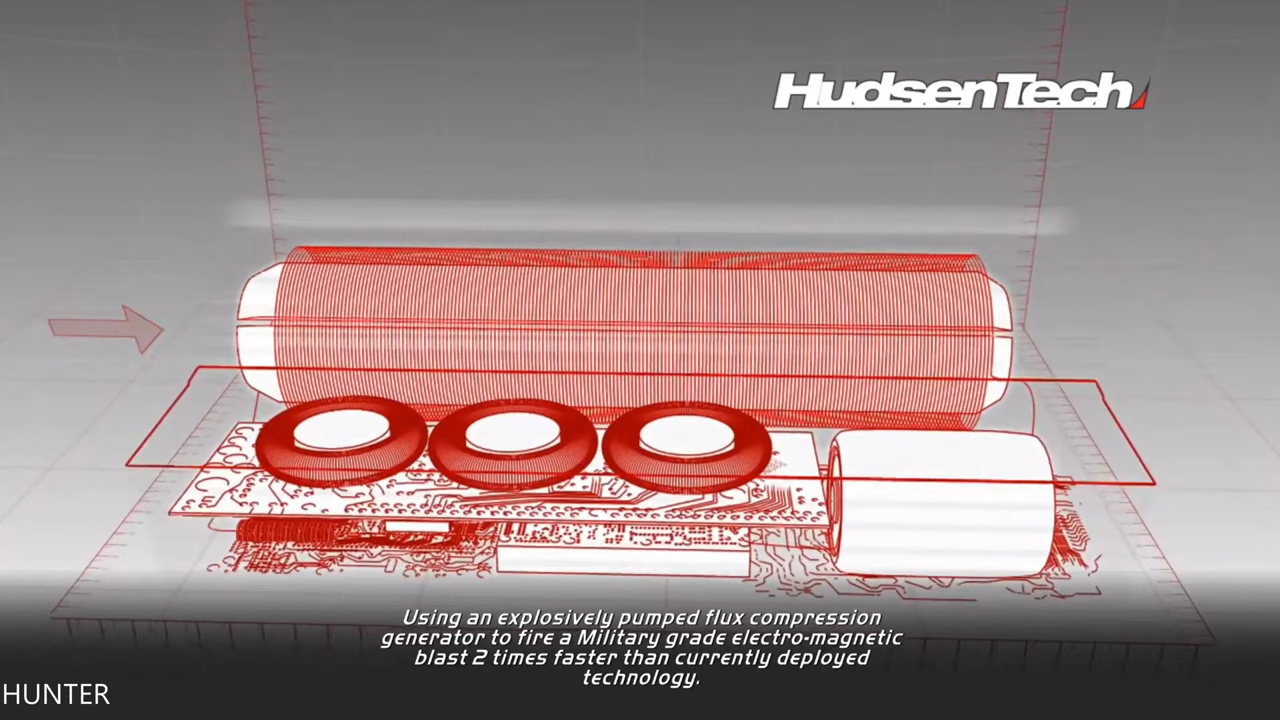 HudsenTech
Using an explosively pumped flux compression
generator to fire a Military grade electro-magnetic
blast 2 times faster than currently deployed
technology.
HUNTER